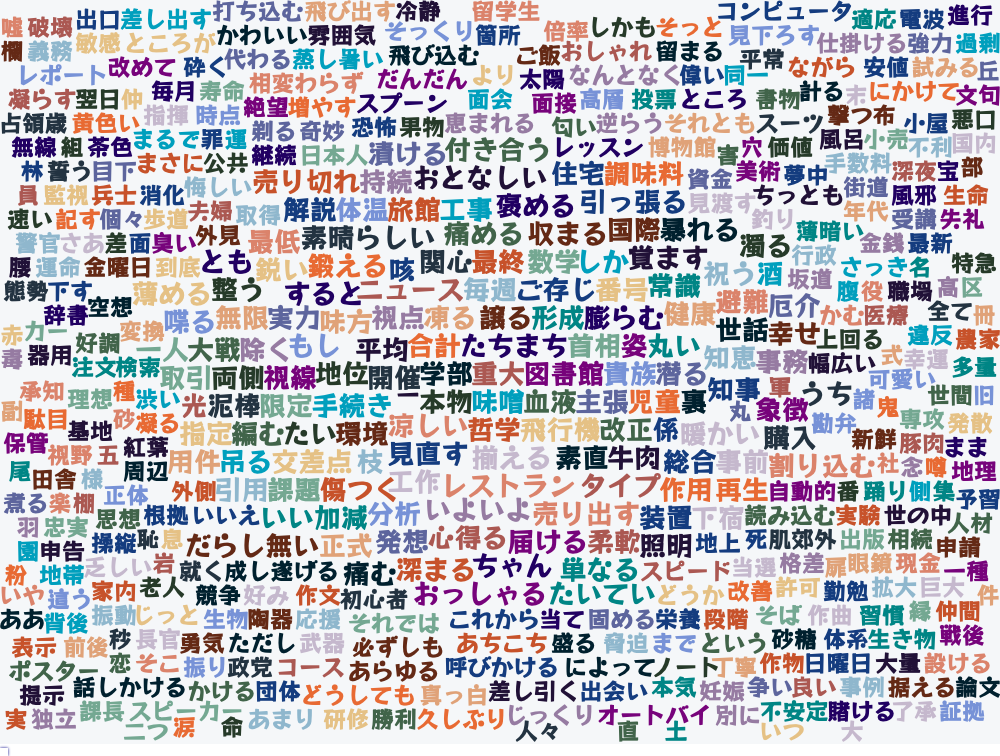 嘘 破壊 出口 差し出す 打ち込む 飛び出す 冷静 留学生 コンピュータ 適応 電波 進行
欄 義務 敏感 ところが かわいい 雰囲気 そっくり 箇所 倍率 しかも そっと 見下ろす 仕掛ける 強力 過剰
レポート 改めて 砕く 代わる 蒸し暑い 飛び込む ご飯 おしゃれ 留まる 平常 ながら 安値 試みる 丘
凝らす 翌日 仲 毎月 寿命 相変わらず だんだん より 太陽 なんとなく 偉い 同一 計る 末 にかけて 文句
占領 歳 黄色い 指揮 時点 絶望 増やす スプーン 面会 面接 高層 投票 ところ 書物 撃つ 布 小屋 悪口
無線 組 茶色 まるで 罪 運 剃る 奇妙 恐怖 果物 恵まれる 匂い 逆らう それとも スーツ 風呂 小売 不利 国内
林 誓う 目下 まさに 公共 継続 日本人 漬ける 付き合う レッスン 博物館 害 穴 価値 美術 夢中 手数料 深夜 宝 部
員 監視 兵士 消化 悔しい 売り切れ 持続 おとなしい 住宅 調味料 資金 ちっとも 街道 風邪 生命
速い 記す 個々 歩道 夫婦 取得 解説 体温 旅館 工事 褒める 引っ張る 見渡す 釣り 年代 受講 失礼
警官 さあ 差 面 臭い 外見 最低 素晴らしい 痛める 収まる 国際 暴れる 濁る 薄暗い 行政 金銭 最新
腰 運命 金曜日 到底 とも 鋭い 鍛える 咳 関心 最終 数学 しか 覚ます 祝う 酒 坂道 さっき 名 特急
態勢 下す 空想 薄める 整う すると ニュース 毎週 ご存じ 番号 常識 避難 厄介 腹 役 職場 高 区
辞書 喋る 無限 実力 味方 視点 凍る 譲る 形成 膨らむ 健康 かむ 医療 全て 冊
赤 カー 好調 変換 一人 大戦 除く もし 平均 合計 たちまち 首相 姿 丸い 世話 幸せ 上回る 違反 農家
毒 器用 注文 検索 取引 両側 視線 地位 開催 学部 重大 図書館 貴族 潜る 知恵 事務 幅広い 式 幸運 多量
承知 理想 種 渋い 光 泥棒 限定 手続き 一 本物 味噌 血液 主張 児童 裏 知事 軍 うち 諸 可愛い 世間 旧
副 駄目 基地 砂 凝る 指定 編む たい 環境 涼しい 哲学 飛行機 改正 係 暖かい 丸 象徴 勘弁 鬼 専攻 発散
保管 視野 五 紅葉 用件 吊る 交差点 枝 見直す 揃える 素直 牛肉 総合 事前 購入 新鮮 豚肉 まま
尾 田舎 様 周辺 外側 引用 課題 傷つく 工作 レストラン タイプ 作用 再生 割り込む 社 念 噂 地理
煮る 楽 棚 正体 根拠 いいえ いい加減 分析 いよいよ 売り出す 装置 下宿 読み込む 自動的 番 踊り 側 集 予習
羽 忠実 思想 操縦 恥 息 だらし無い 正式 発想 心得る 届ける 柔軟 照明 地上 死 肌 郊外 実験 世の中 出版 相続 人材
園 申告 乏しい 岩 就く 成し遂げる 痛む 深まる ちゃん 単なる スピード 当選 格差 扉 眼鏡 現金 申請 一種
粉 地帯 家内 老人 競争 好み 作文 初心者 おっしゃる たいてい どうか 改善 許可 勤勉 拡大 巨大 件
いや 這う 振動 じっと 生物 陶器 応援 それでは これから 当て 固める 栄養 段階 そば 作曲 習慣 縁 仲間
ああ 背後 秒 長官 勇気 ただし 武器 必ずしも あちこち 盛る 脅迫 まで という 砂糖 体系 生き物 戦後
表示 前後 恋 そこ 振り 政党 コース あらゆる 呼びかける によって ノート 丁寧 作物 日曜日 大量 設ける
ポスター 話しかける かける 団体 どうしても 真っ白 差し引く 出会い 本気 妊娠 争い 良い 事例 据える 論文
提示 課長 スピーカー あまり 研修 勝利 久しぶり じっくり オートバイ 別に 不安定 賭ける 了承 証拠
実 独立 二つ 涙 命 人々 直 土 いつ 大